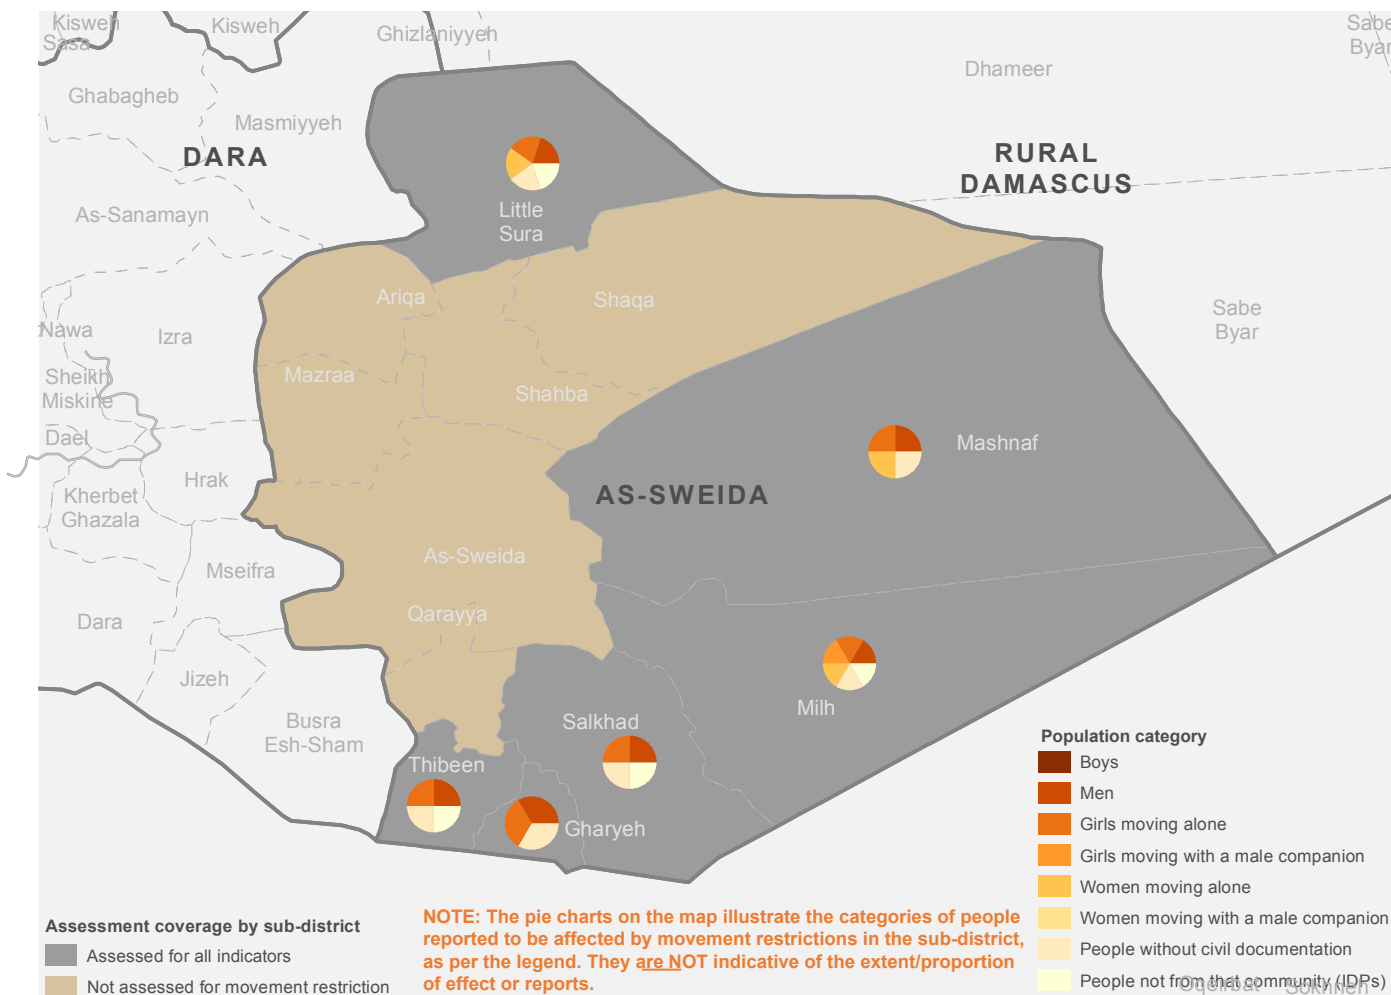 Kisweh
Sasa
Kisweh
Ghizlaniyyeh
Sabe
Byar
Dhameer
Ghabagheb
Masmiyyeh
DARA
RURAL
DAMASCUS
As-Sanamayn
Little
Sura
Ariqa
Shaqa
Sabe
Byar
Nawa
Izra
Sheikh
Miskine
Mazraa
Shahba
Dael
Mashnaf
Hrak
Kherbet
Ghazala
AS-SWEIDA
As-Sweida
Mseifra
Qarayya
Dara
Jizeh
Milh
Busra
Esh-Sham
Salkhad
Thibeen
Gharyeh
Population category
Boys
Men
Girls moving alone
Girls moving with a male companion
Women moving alone
Women moving with a male companion
People without civil documentation
People not from that community (IDPs)
Oqeirbat
Sokhneh
Assessment coverage by sub-district
Assessed for all indicators
Not assessed for movement restriction
NOTE: The pie charts on the map illustrate the categories of people
reported to be affected by movement restrictions in the sub-district,
as per the legend. They are NOT indicative of the extent/proportion
of effect or reports.